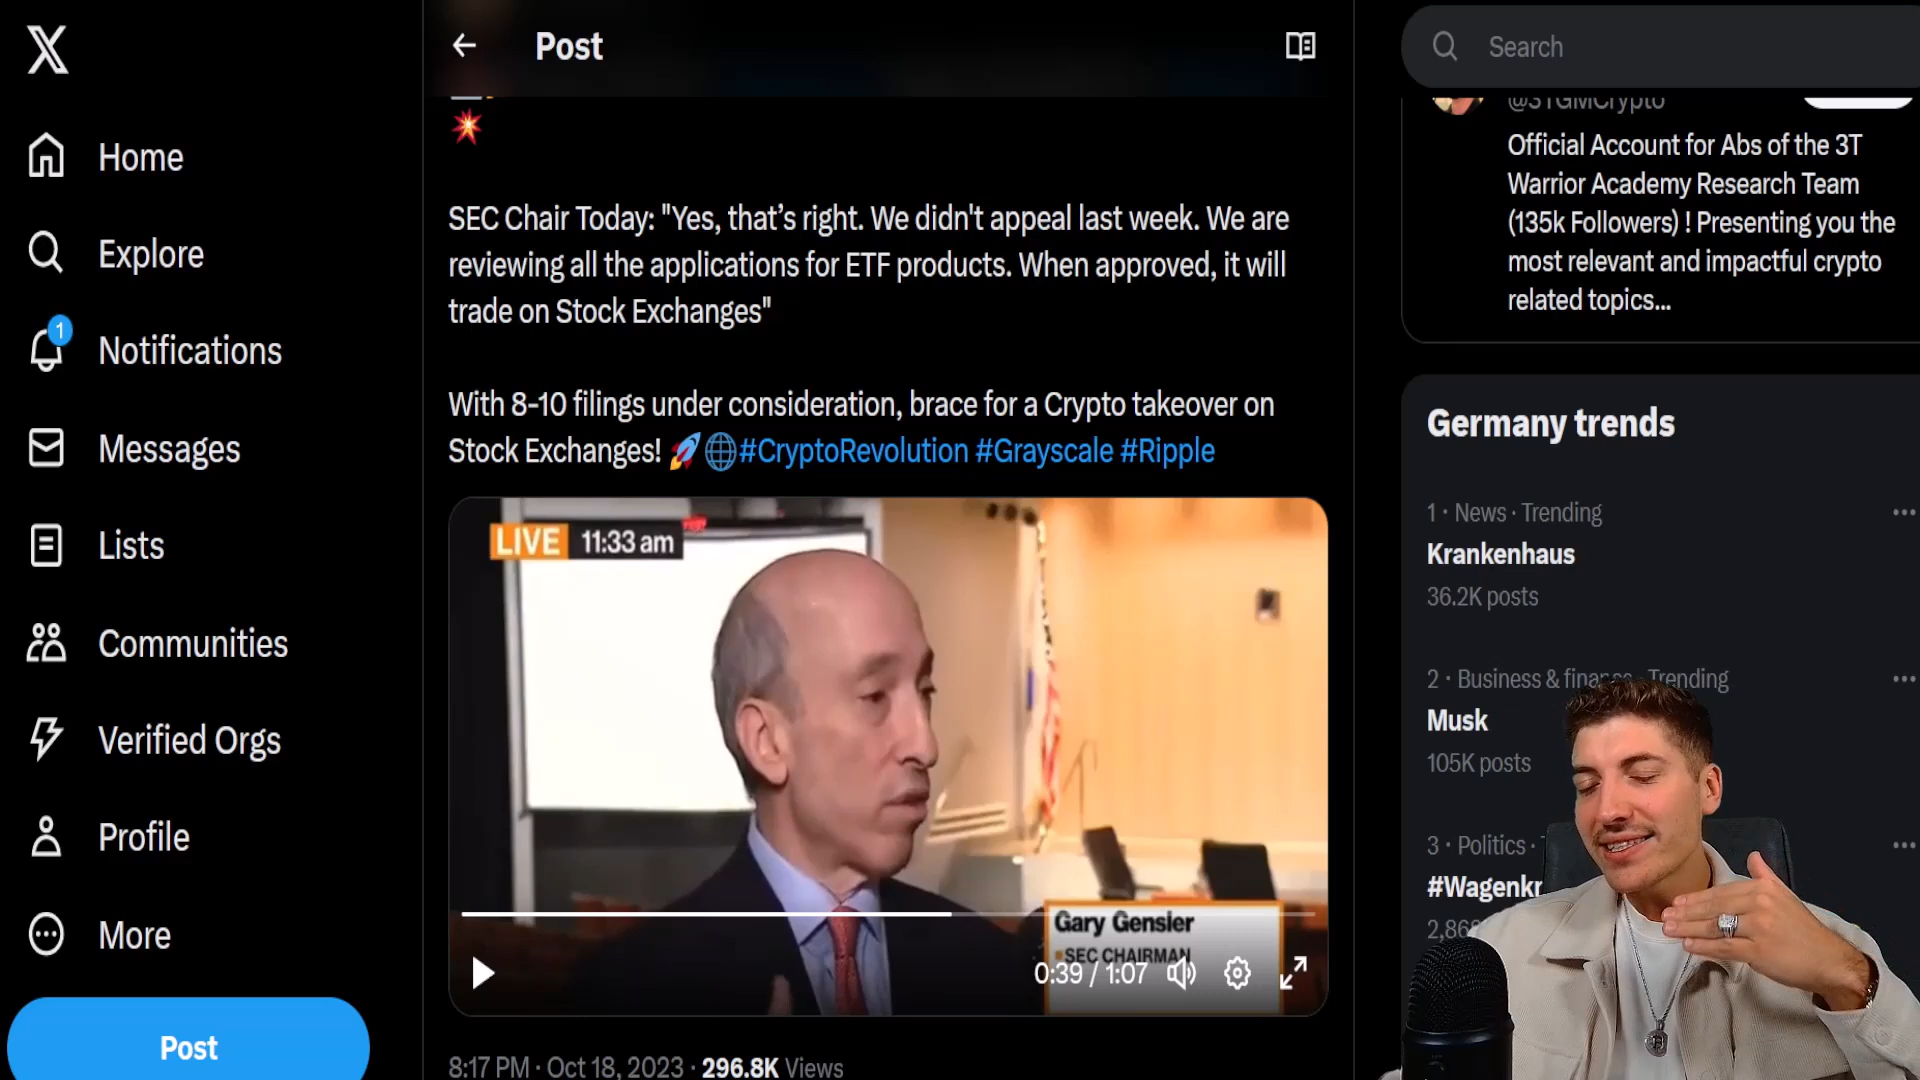 Post
Search
Home
Explore
1
Notifications
Messages
Lists
Communities
Verified Orgs
Profile
More
Post
SEC Chair Today: "Yes, that’s right. We didn't appeal last week. We are
reviewing all the applications for ETF products. When approved, it will
trade on Stock Exchanges"
With 8-10 filings under consideration, brace for a Crypto takeover on
Stock Exchanges! 🚀🌐#CryptoRevolution #Grayscale #Ripple
LIVE 11:33 am
Gary Gensler
SEC CHAIRMAN
0:39 / 1:07
8:17 PM · Oct 18, 2023 · 296.8K Views
@3TGMCrypto
Official Account for Abs of the 3T
Warrior Academy Research Team
(135k Followers) ! Presenting you the
most relevant and impactful crypto
related topics...
Germany trends
1 · News · Trending
Krankenhaus
36.2K posts
2 · Business & finance · Trending
Musk
105K posts
3 · Politics ·